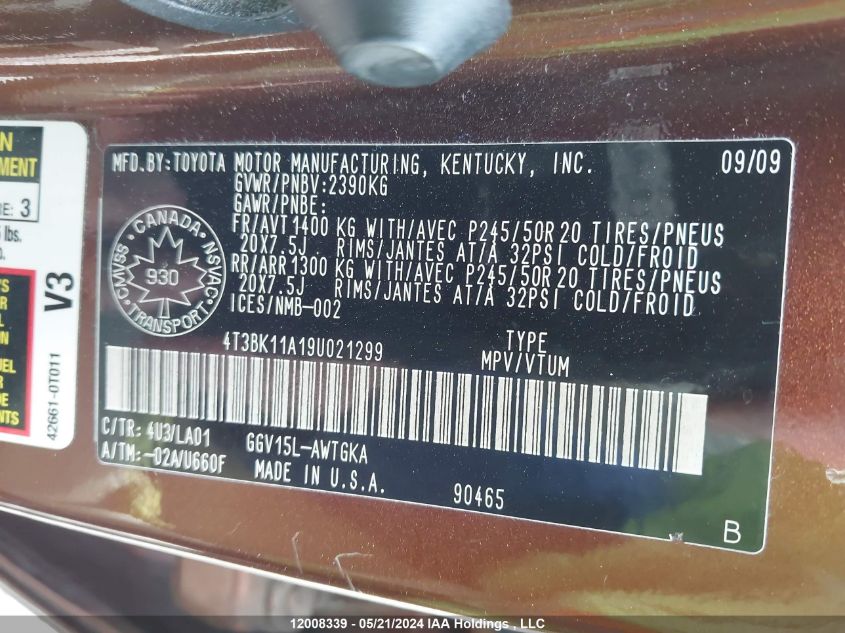 N
EMENT
E: 3
lbs.
V3
42661-0T011
MFD.BY:TOYOTA MOTOR MANUFACTURING, KENTUCKY, INC. 09/09
GVWR/PNBV:2390KG
GAWR/PNBE:
FR/AVT1400 KG WITH/AVEC P245/50R20 TIRES/PNEUS
20X7.5J RIMS/JANTES AT/A 32PSI COLD/FROID
RR/ARR1300 KG WITH/AVEC P245/50R20 TIRES/PNEUS
20X7.5J RIMS/JANTES AT/A 32PSI COLD/FROID
ICES/NMB-002
CANADA
CMVSS NSVAC
930
TRANSPORT
4T3BK11A19U021299
TYPE
MPV/VTUM
C/TR: 4U3/LA01 GGV15L-AWTGKA
A/TM:-02A/U660F MADE IN U.S.A. 90465
B
12008339 - 05/21/2024 IAA Holdings, LLC